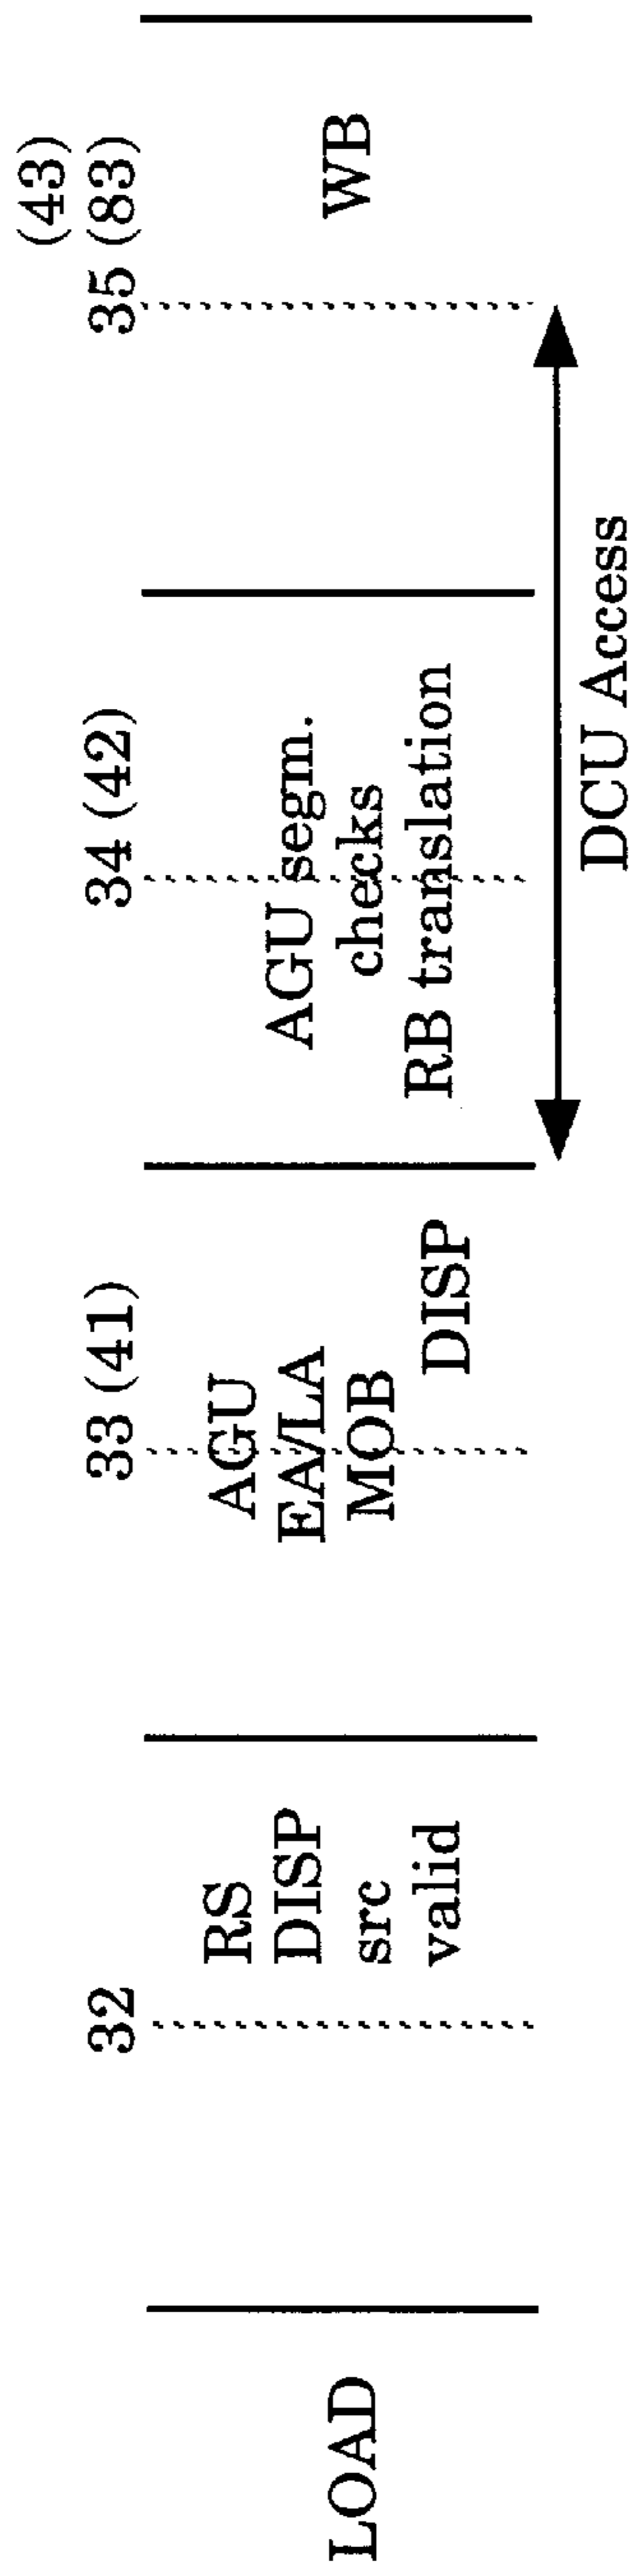 LOAD
32
RS
DISP
src
valid
33 (41)
AGU
EA/LA
MOB
DISP
34 (42)
AGU segm.
checks
RB translation
(43)
35 (83)
WB
DCU Access